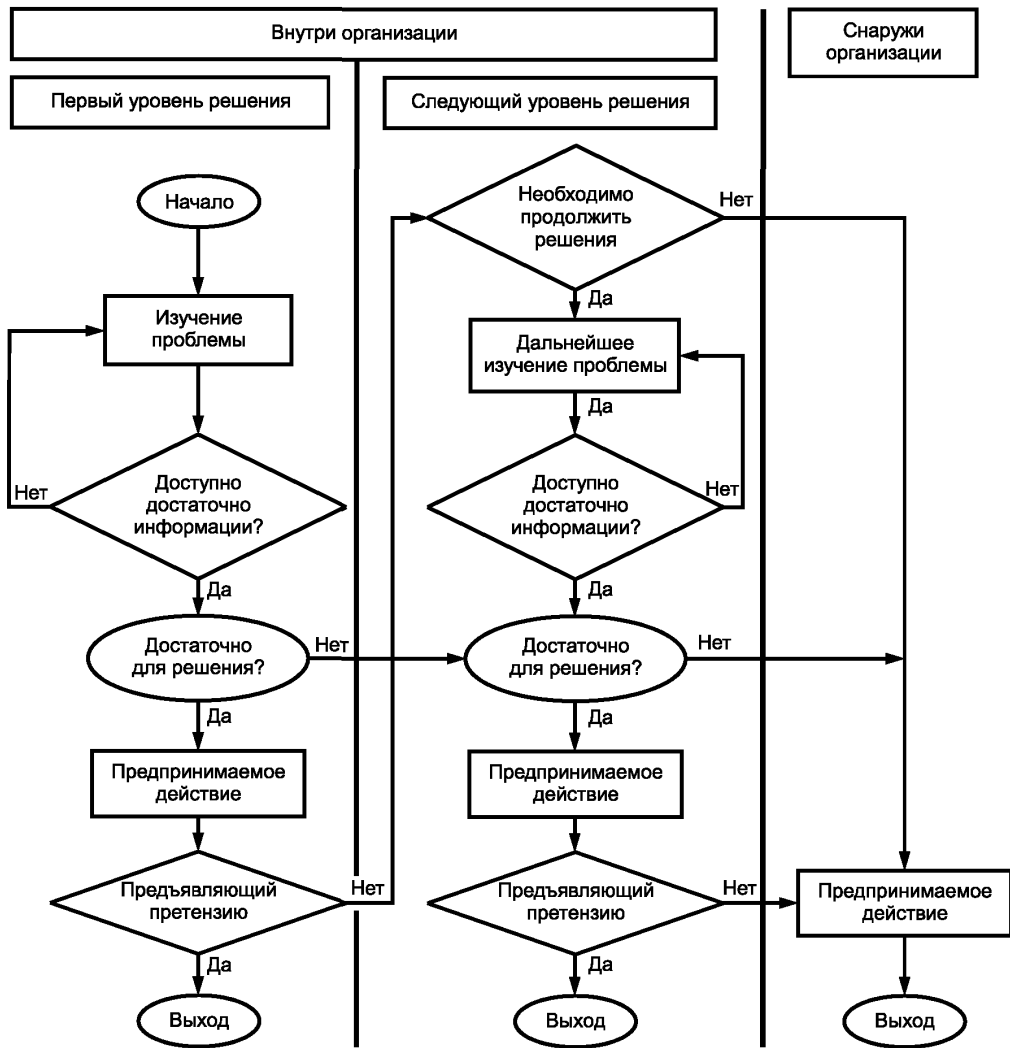 Внутри организации
Снаружи
организации
Первый уровень решения
Следующий уровень решения
Начало
Необходимо
продолжить
решения
Нет
Да
Изучение
проблемы
Дальнейшее
изучение проблемы
Да
Нет
Доступно
достаточно
информации?
Доступно
достаточно
информации?
Нет
Да
Да
Достаточно
для решения?
Нет
Достаточно
для решения?
Нет
Да
Да
Предпринимаемое
действие
Предпринимаемое
действие
Предъявляющий
претензию
Нет
Предъявляющий
претензию
Нет
Предпринимаемое
действие
Да
Да
Выход
Выход
Выход